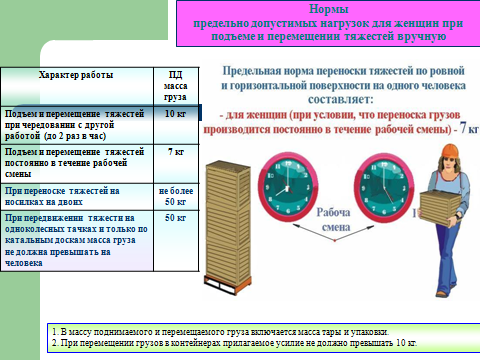 Нормы
предельно допустимых нагрузок для женщин при
подъеме и перемещении тяжестей вручную
Характер работы
ПД
масса
груза
Подъем и перемещение тяжестей
при чередовании с другой
работой (до 2 раз в час)
10 кг
Подъем и перемещение тяжестей
постоянно в течение рабочей
смены
7 кг
При переноске тяжестей на
носилках на двоих
не более
50 кг
При передвижении тяжести на
одноколесных тачках и только по
катальным доскам масса груза
не должна превышать на
человека
50 кг
Предельная норма переноски тяжестей по ровной
и горизонтальной поверхности на одного человека
составляет:
- для женщин (при условии, что переноска грузов
производится постоянно в течение рабочей смены) - 7 кг
Рабоча
смена
1
1. В массу поднимаемого и перемещаемого груза включается масса тары и упаковки.
2. При перемещении грузов в контейнерах прилагаемое усилие не должно превышать 10 кг.